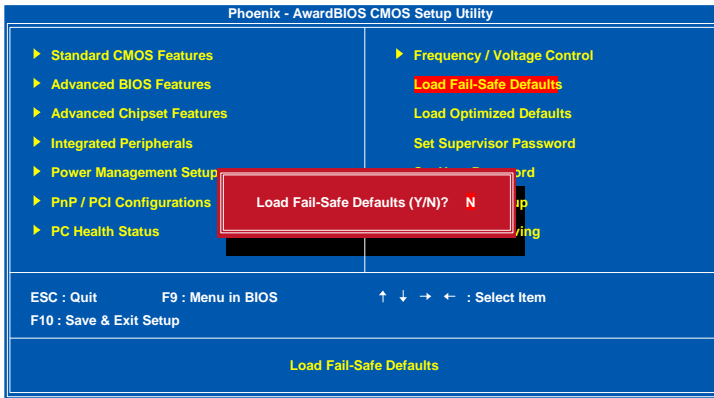 Phoenix - AwardBIOS CMOS Setup Utility
Standard CMOS Features
Advanced BIOS Features
Advanced Chipset Features
Integrated Peripherals
Power Management Setup
PnP / PCI Configurations
PC Health Status
Frequency / Voltage Control
Load Fail-Safe Defaults
Load Optimized Defaults
Set Supervisor Password
Load Fail-Safe Defaults (Y/N)? N
ESC : Quit F9 : Menu in BIOS ↑ ↓ → ← : Select Item
F10 : Save & Exit Setup
Load Fail-Safe Defaults